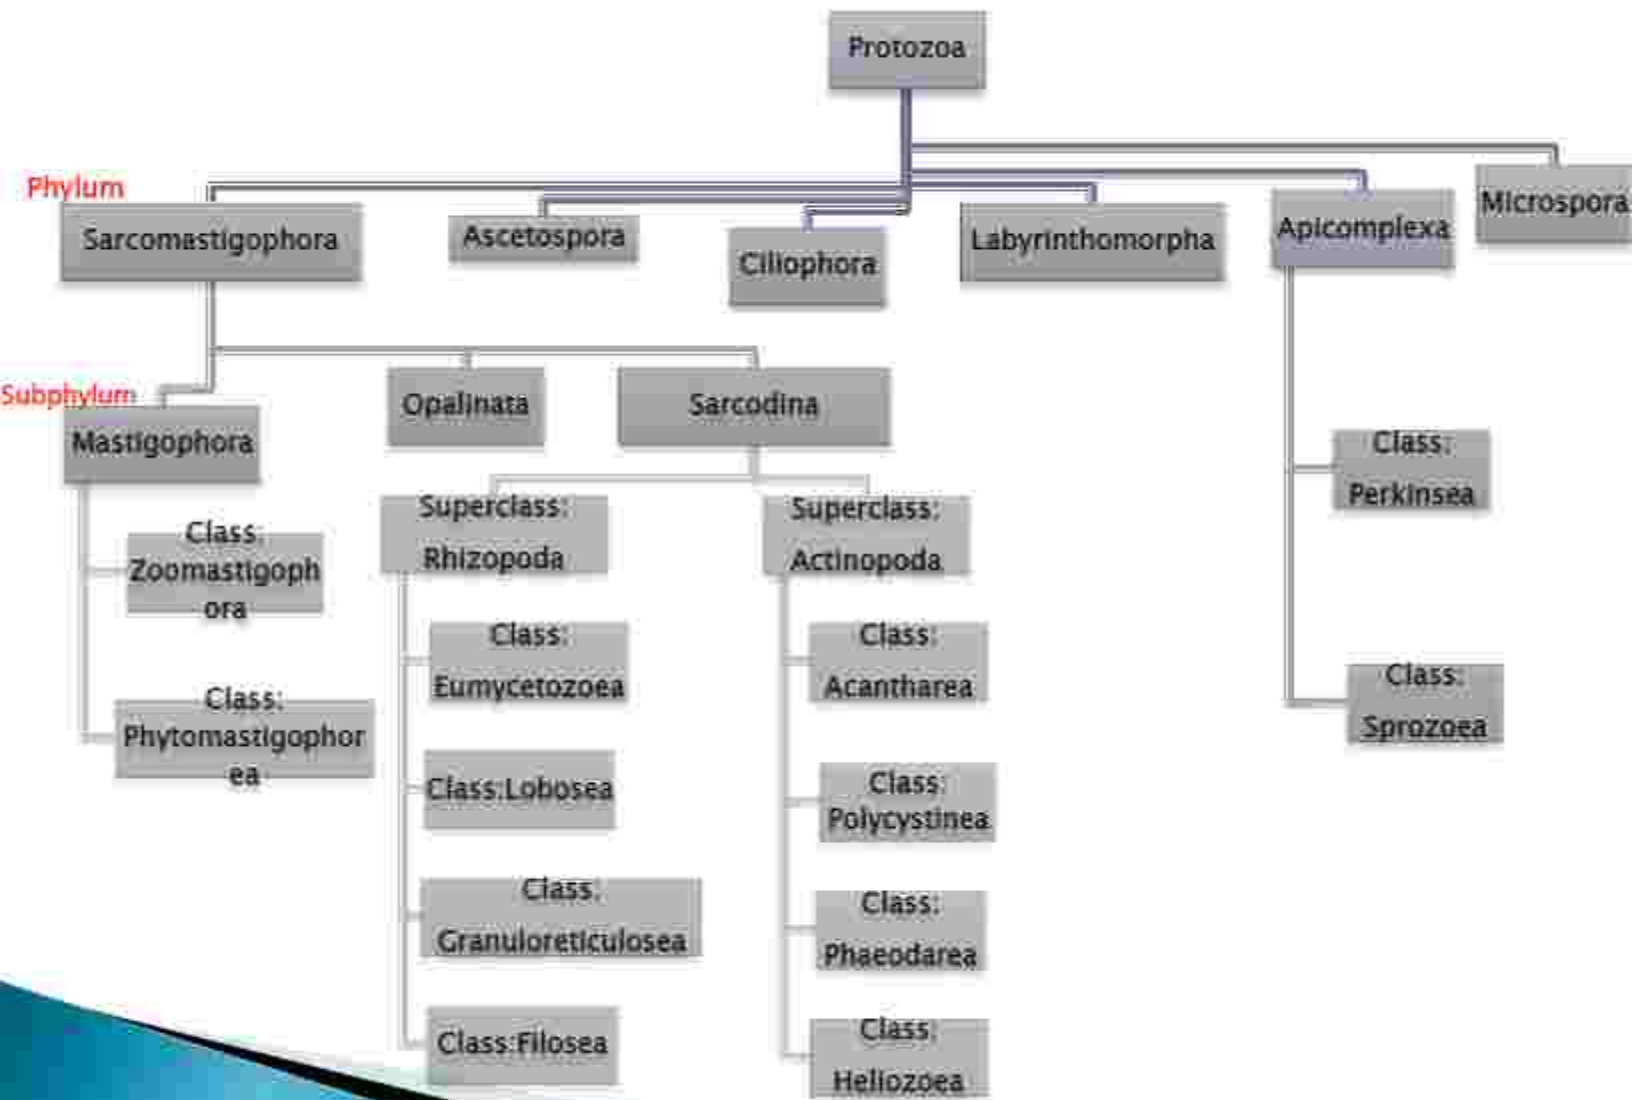 Protozoa
Phylum
Sarcomastigophora
Ascetospora
Ciliophora
Labyrinthomorpha
Apicomplexa
Microspora
Subphylum
Mastigophora
Opalinata
Sarcodina
Class:
Zoomastigoph
ora
Class:
Phytomastigophor
ea
Superclass:
Rhizopoda
Class:
Eumycetozoea
Class:Lobosea
Class:
Granuloreticulosea
Class:Filosea
Superclass:
Actinopoda
Class:
Acantharea
Class:
Polycystinea
Class:
Phaeodarea
Class:
Heliozoea
Class:
Perkinsea
Class:
Sprozoea